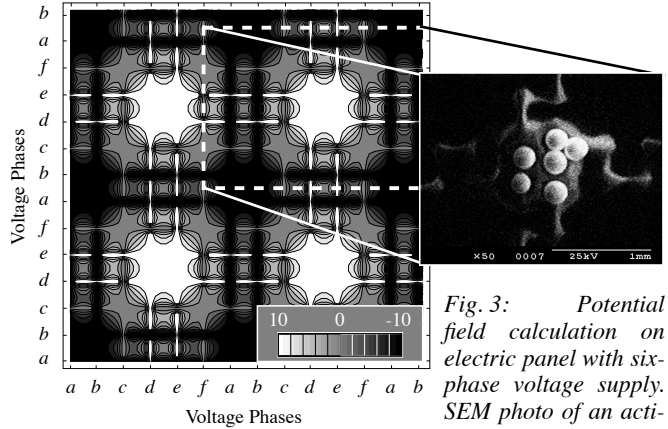 b
a
f
e
d
c
b
a
f
e
d
c
b
a
Voltage Phases
10 0 -10
a b c d e f a b c d e f a b
Voltage Phases
X50 0007 25kV 1mm
Fig. 3: Potential
field calculation on
electric panel with six-
phase voltage supply.
SEM photo of an acti-